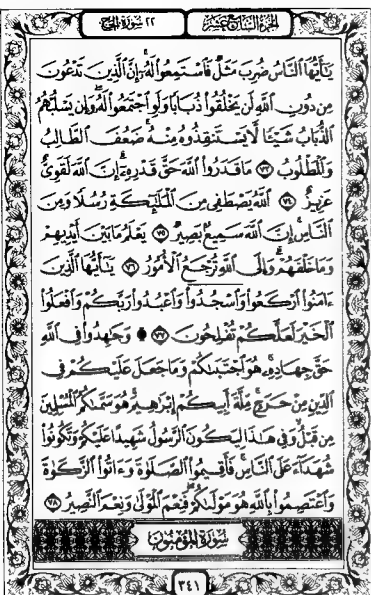 الجزء السابع عشر
٢٢ سورة الحج
يَٰٓأَيُّهَا ٱلنَّاسُ ضُرِبَ مَثَلٌ فَٱسْتَمِعُوا۟ لَهُۥٓ إِنَّ ٱلَّذِينَ تَدْعُونَ
مِن دُونِ ٱللَّهِ لَن يَخْلُقُوا۟ ذُبَابًا وَلَوِ ٱجْتَمَعُوا۟ لَهُۥ وَإِن يَسْلُبْهُمُ
ٱلذُّبَابُ شَيْـًٔا لَّا يَسْتَنقِذُوهُ مِنْهُ ضَعُفَ ٱلطَّالِبُ
وَٱلْمَطْلُوبُ ٧٣ مَا قَدَرُوا۟ ٱللَّهَ حَقَّ قَدْرِهِۦٓ إِنَّ ٱللَّهَ لَقَوِىٌّ
عَزِيزٌ ٧٤ ٱللَّهُ يَصْطَفِى مِنَ ٱلْمَلَٰٓئِكَةِ رُسُلًا وَمِنَ
ٱلنَّاسِ إِنَّ ٱللَّهَ سَمِيعٌۢ بَصِيرٌ ٧٥ يَعْلَمُ مَا بَيْنَ أَيْدِيهِمْ
وَمَا خَلْفَهُمْ وَإِلَى ٱللَّهِ تُرْجَعُ ٱلْأُمُورُ ٧٦ يَٰٓأَيُّهَا ٱلَّذِينَ
ءَامَنُوا۟ ٱرْكَعُوا۟ وَٱسْجُدُوا۟ وَٱعْبُدُوا۟ رَبَّكُمْ وَٱفْعَلُوا۟
ٱلْخَيْرَ لَعَلَّكُمْ تُفْلِحُونَ ٧٧ وَجَٰهِدُوا۟ فِى ٱللَّهِ
حَقَّ جِهَادِهِۦ هُوَ ٱجْتَبَىٰكُمْ وَمَا جَعَلَ عَلَيْكُمْ فِى
ٱلدِّينِ مِنْ حَرَجٍ مِّلَّةَ أَبِيكُمْ إِبْرَٰهِيمَ هُوَ سَمَّىٰكُمُ ٱلْمُسْلِمِينَ
مِن قَبْلُ وَفِى هَٰذَا لِيَكُونَ ٱلرَّسُولُ شَهِيدًا عَلَيْكُمْ وَتَكُونُوا۟
شُهَدَآءَ عَلَى ٱلنَّاسِ فَأَقِيمُوا۟ ٱلصَّلَوٰةَ وَءَاتُوا۟ ٱلزَّكَوٰةَ
وَٱعْتَصِمُوا۟ بِٱللَّهِ هُوَ مَوْلَىٰكُمْ فَنِعْمَ ٱلْمَوْلَىٰ وَنِعْمَ ٱلنَّصِيرُ ٧٨
سورة المؤمنون
٣٤١